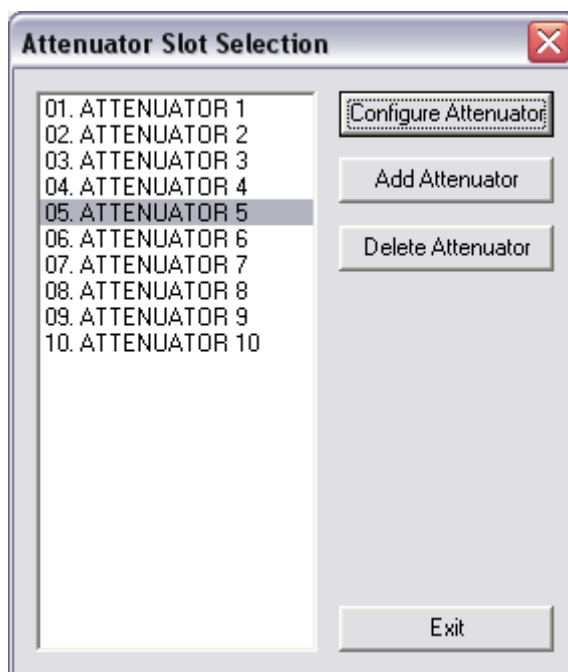 Attenuator Slot Selection
01. ATTENUATOR 1
02. ATTENUATOR 2
03. ATTENUATOR 3
04. ATTENUATOR 4
05. ATTENUATOR 5
06. ATTENUATOR 6
07. ATTENUATOR 7
08. ATTENUATOR 8
09. ATTENUATOR 9
10. ATTENUATOR 10
Configure Attenuator
Add Attenuator
Delete Attenuator
Exit